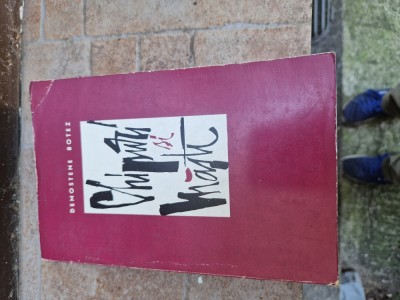 DEMOSTENE BOTEZ
Chipuri
și
măști